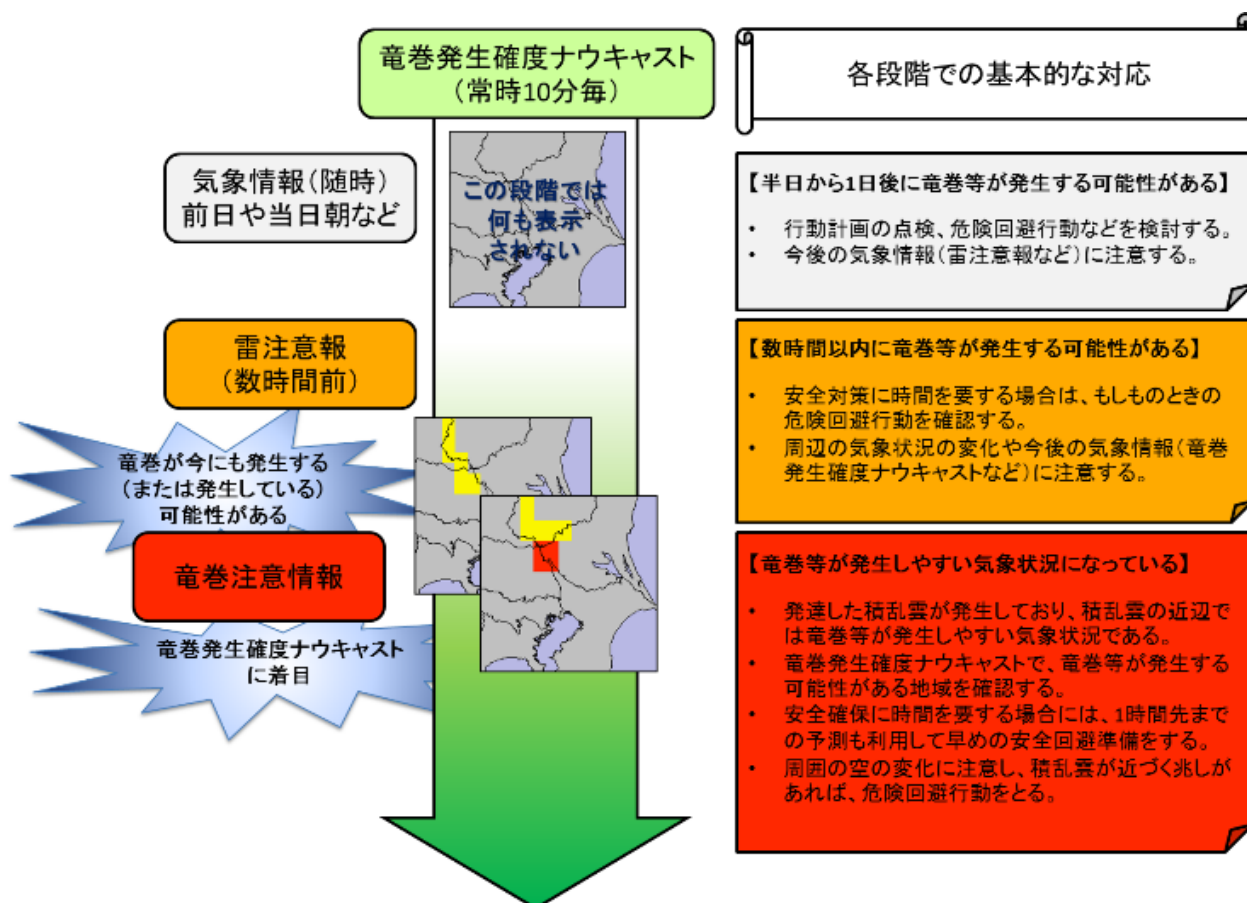 竜巻発生確度ナウキャスト
（常時10分毎）
各段階での基本的な対応
気象情報（随時）
前日や当日朝など
この段階では
何も表示
されない
【半日から1日後に竜巻等が発生する可能性がある】
• 行動計画の点検、危険回避行動などを検討する。
• 今後の気象情報（雷注意報など）に注意する。
雷注意報
（数時間前）
【数時間以内に竜巻等が発生する可能性がある】
• 安全対策に時間を要する場合は、もしものときの
危険回避行動を確認する。
• 周辺の気象状況の変化や今後の気象情報（竜巻
発生確度ナウキャストなど）に注意する。
竜巻が今にも発生する
（または発生している）
可能性がある
竜巻注意情報
竜巻発生確度ナウキャスト
に着目
【竜巻等が発生しやすい気象状況になっている】
• 発達した積乱雲が発生しており、積乱雲の近辺で
は竜巻等が発生しやすい気象状況である。
• 竜巻発生確度ナウキャストで、竜巻等が発生する
可能性がある地域を確認する。
• 安全確保に時間を要する場合には、1時間先まで
の予測も利用して早めの安全回避準備をする。
• 周囲の空の変化に注意し、積乱雲が近づく兆しが
あれば、危険回避行動をとる。